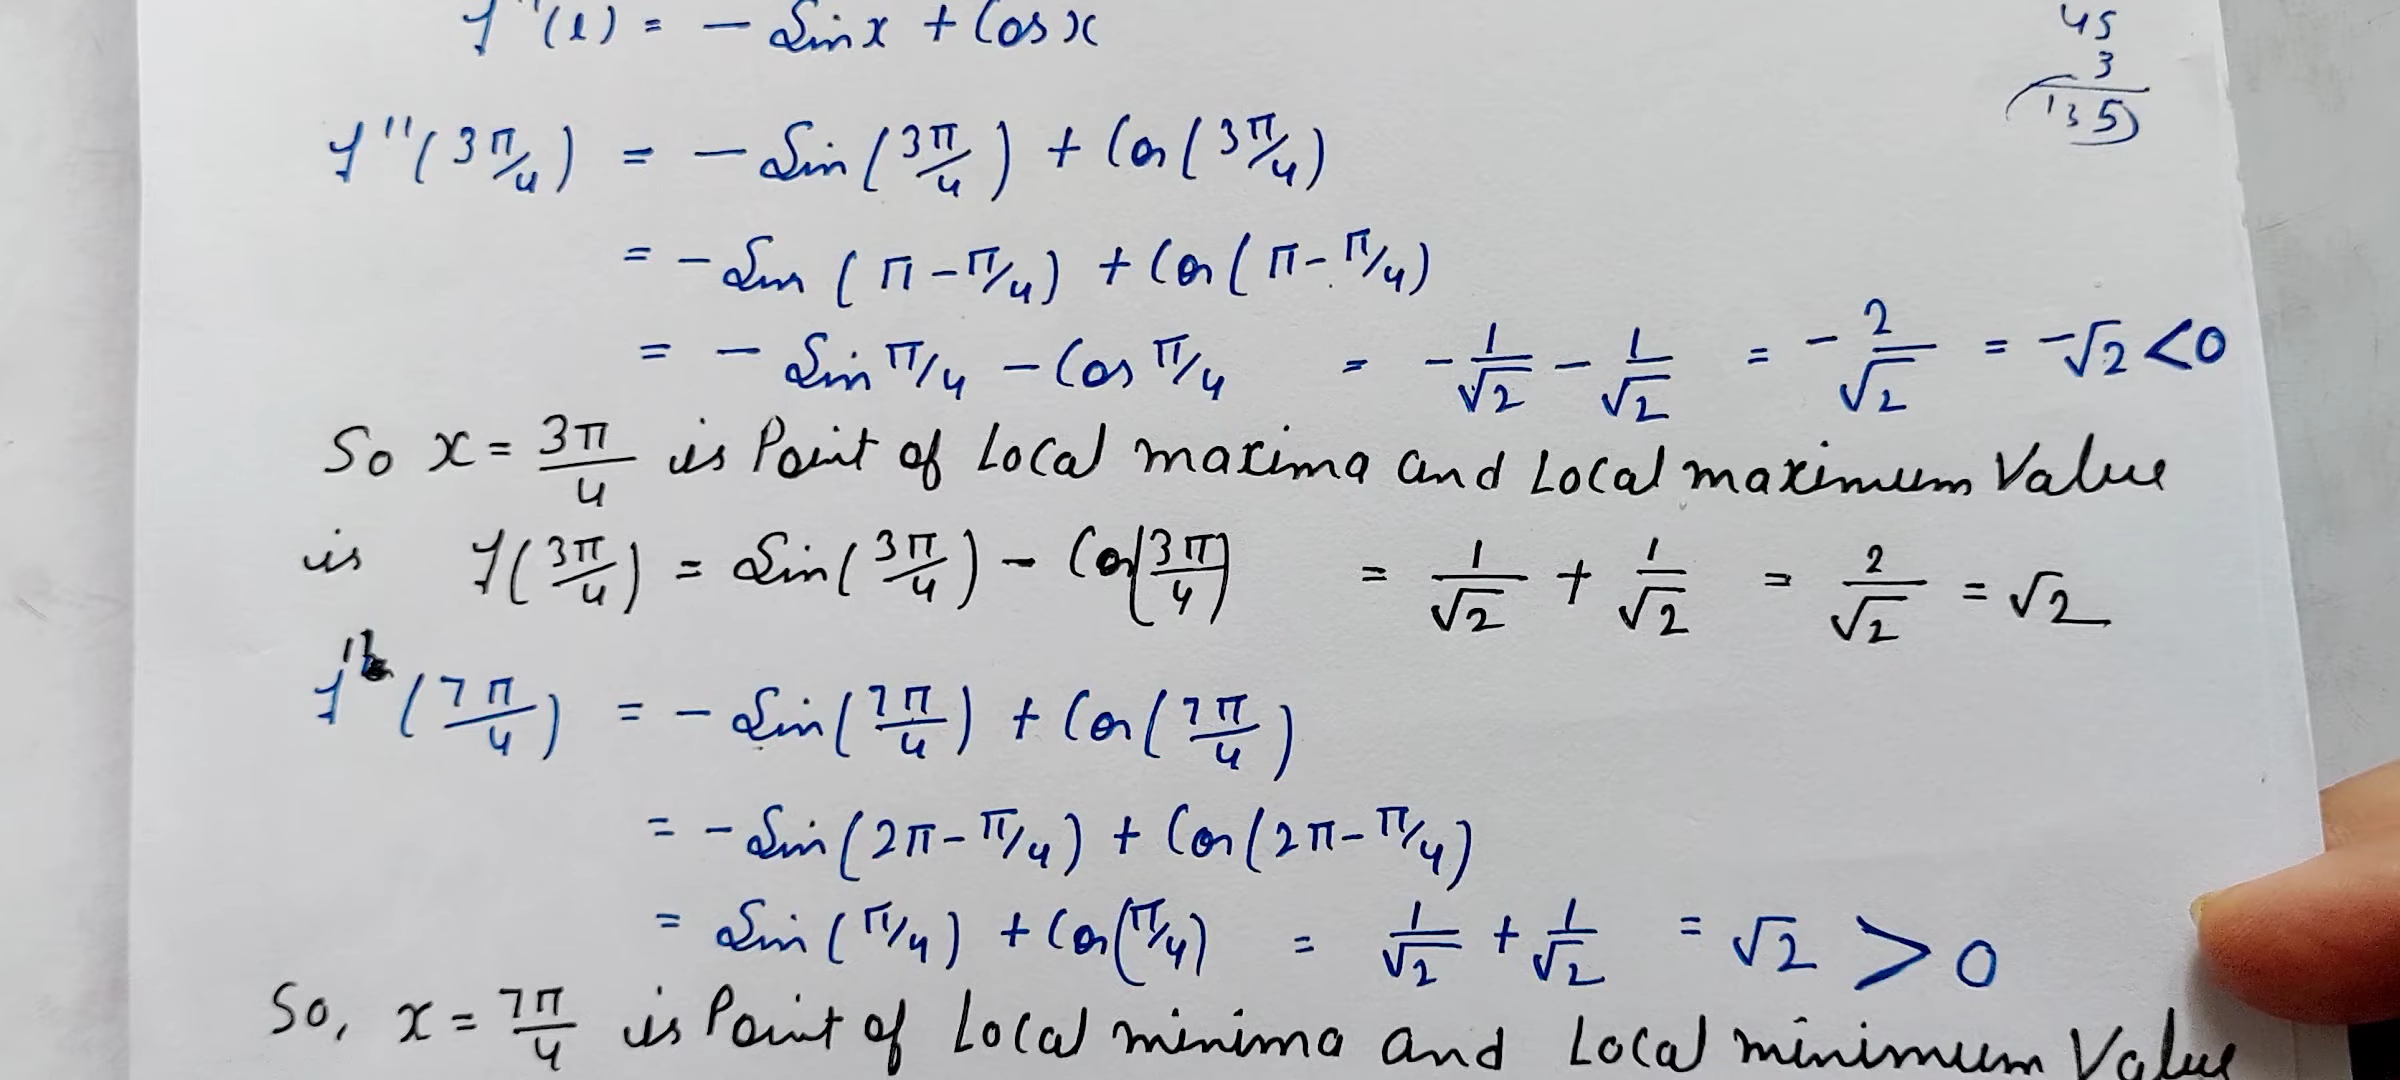 f''(x) = - Sin x + Cos x
45
3
135
f''(3π/4) = - Sin(3π/4) + Cos(3π/4)
= - Sin(π - π/4) + Cos(π - π/4)
= - Sin π/4 - Cos π/4 = - 1/√2 - 1/√2 = - 2/√2 = -√2 < 0
So x = 3π/4 is Point of Local maxima and Local maximum Value
is f(3π/4) = Sin(3π/4) - Cos(3π/4) = 1/√2 + 1/√2 = 2/√2 = √2
f''(7π/4) = - Sin(7π/4) + Cos(7π/4)
= - Sin(2π - π/4) + Cos(2π - π/4)
= Sin(π/4) + Cos(π/4) = 1/√2 + 1/√2 = √2 > 0
So, x = 7π/4 is Point of Local minima and Local minimum Value